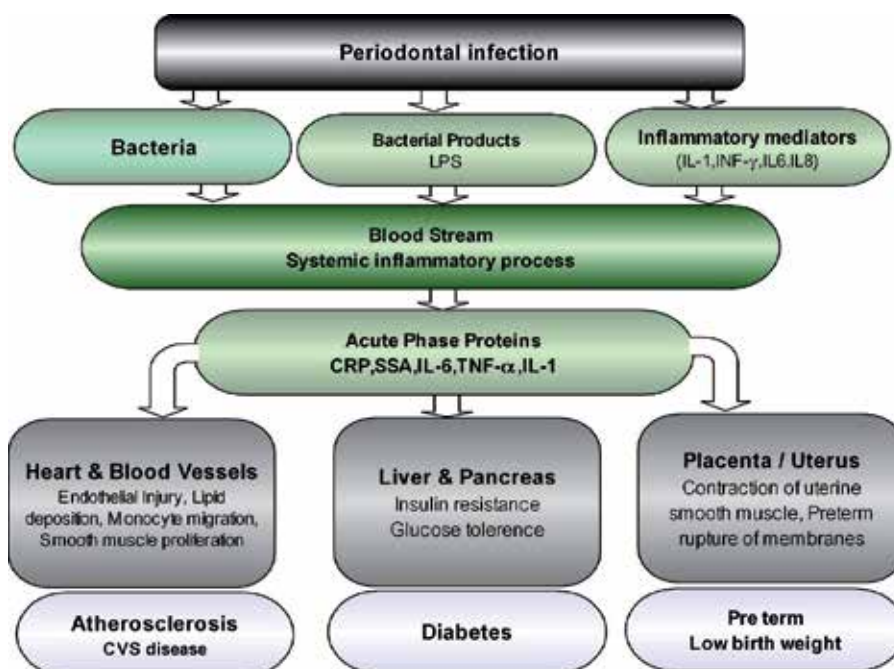 Periodontal infection
Bacteria
Bacterial Products
LPS
Inflammatory mediators
(IL-1,INF-γ,IL6,IL8)
Blood Stream
Systemic inflammatory process
Acute Phase Proteins
CRP,SSA,IL-6,TNF-α,IL-1
Heart & Blood Vessels
Endothelial Injury, Lipid
deposition, Monocyte migration,
Smooth muscle proliferation
Liver & Pancreas
Insulin resistance
Glucose tolerence
Placenta / Uterus
Contraction of uterine
smooth muscle, Preterm
rupture of membranes
Atherosclerosis
CVS disease
Diabetes
Pre term
Low birth weight